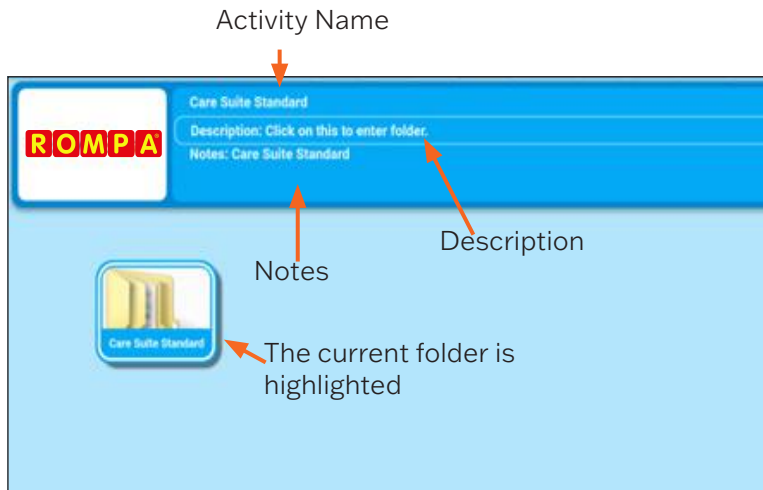 Activity Name
Care Suite Standard
Description: Click on this to enter folder.
Notes: Care Suite Standard
ROMPA®
Description
Notes
Care Suite Standard
The current folder is
highlighted